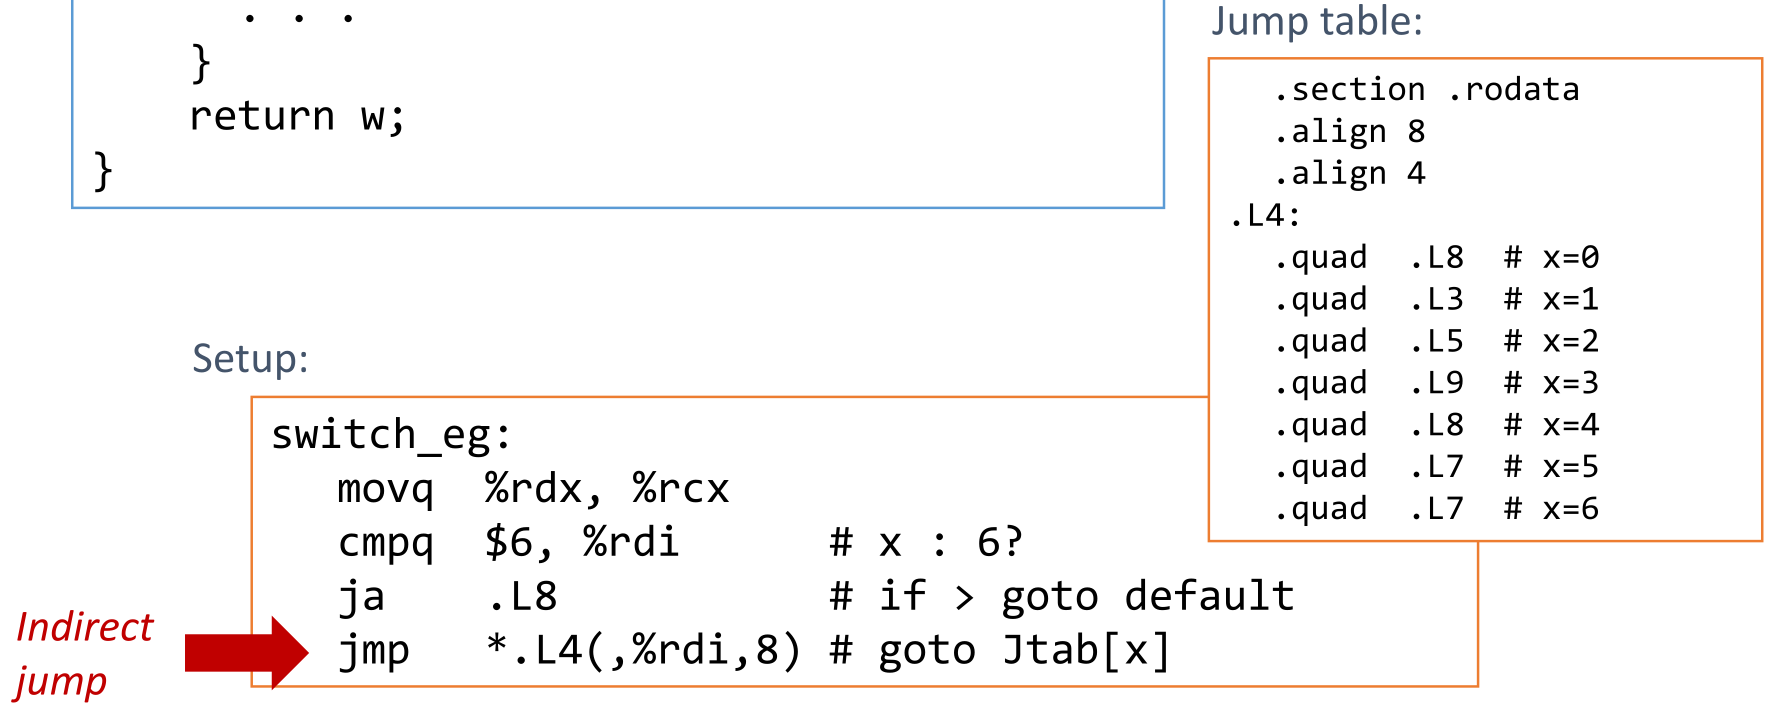 . . .
}
return w;
}
Jump table:
.section .rodata
.align 8
.align 4
.L4:
.quad .L8 # x=0
.quad .L3 # x=1
.quad .L5 # x=2
.quad .L9 # x=3
.quad .L8 # x=4
.quad .L7 # x=5
.quad .L7 # x=6
Setup:
switch_eg:
movq %rdx, %rcx
cmpq $6, %rdi # x : 6?
ja .L8 # if > goto default
jmp *.L4(,%rdi,8) # goto Jtab[x]
Indirect
jump